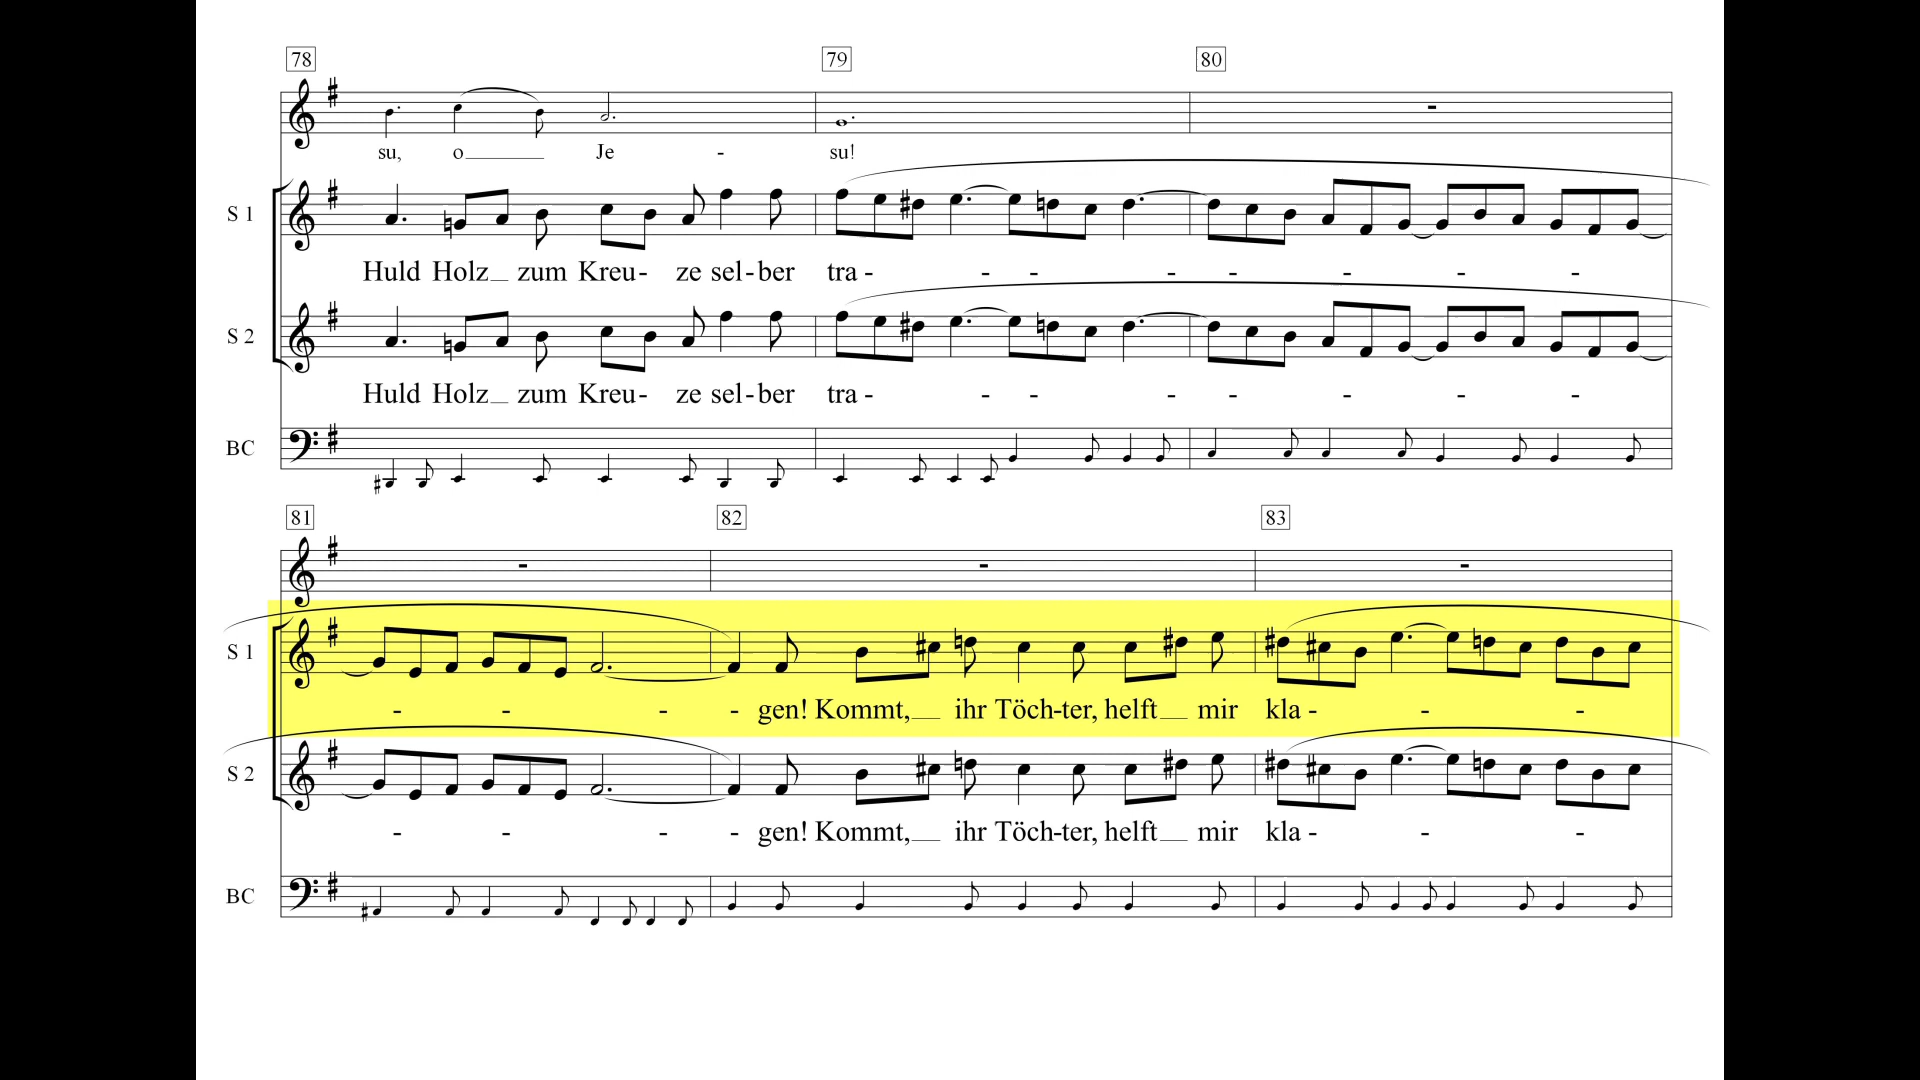 78 79 80
su, o Je - su!
S 1
Huld Holz zum Kreu- ze sel-ber tra - - - - - - - -
S 2
Huld Holz zum Kreu- ze sel-ber tra - - - - - - - -
BC
81 82 83
S 1
- - - - gen! Kommt, ihr Töch-ter, helft mir kla - - -
S 2
- - - - gen! Kommt, ihr Töch-ter, helft mir kla - - -
BC